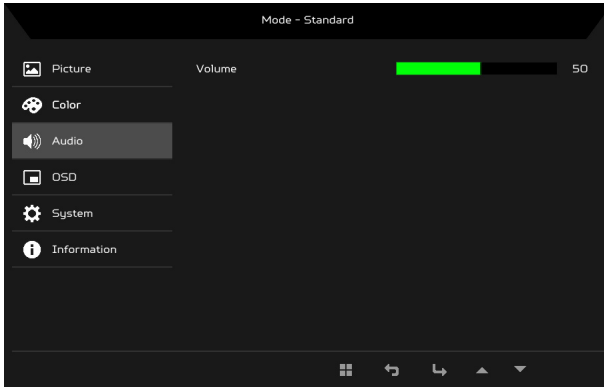 Mode - Standard
Picture
Volume
50
Color
Audio
OSD
System
Information